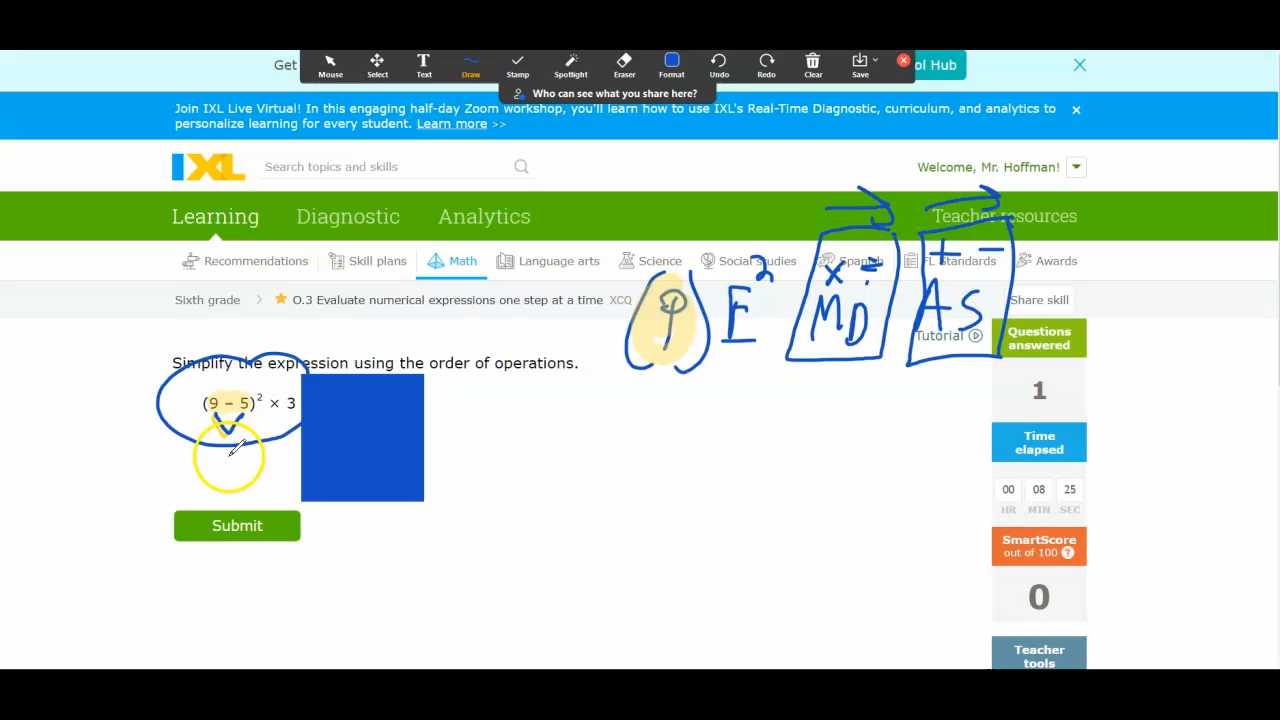 Mouse Select Text Draw Stamp Spotlight Eraser Format Undo Redo Clear Save
Get ol Hub
Who can see what you share here?
Join IXL Live Virtual! In this engaging half-day Zoom workshop, you'll learn how to use IXL's Real-Time Diagnostic, curriculum, and analytics to
personalize learning for every student. Learn more >>
IXL Search topics and skills Welcome, Mr. Hoffman!
Learning Diagnostic Analytics Teacher resources
Recommendations Skill plans Math Language arts Science Social studies Spanish FL Standards Awards
+ −
× ÷
(P) E² MD AS
Sixth grade > O.3 Evaluate numerical expressions one step at a time XCQ Share skill
Tutorial
Questions
answered
1
Simplify the expression using the order of operations.
(9 − 5)² × 3
Submit
Time
elapsed
00 08 25
HR MIN SEC
SmartScore
out of 100 ?
0
Teacher
tools